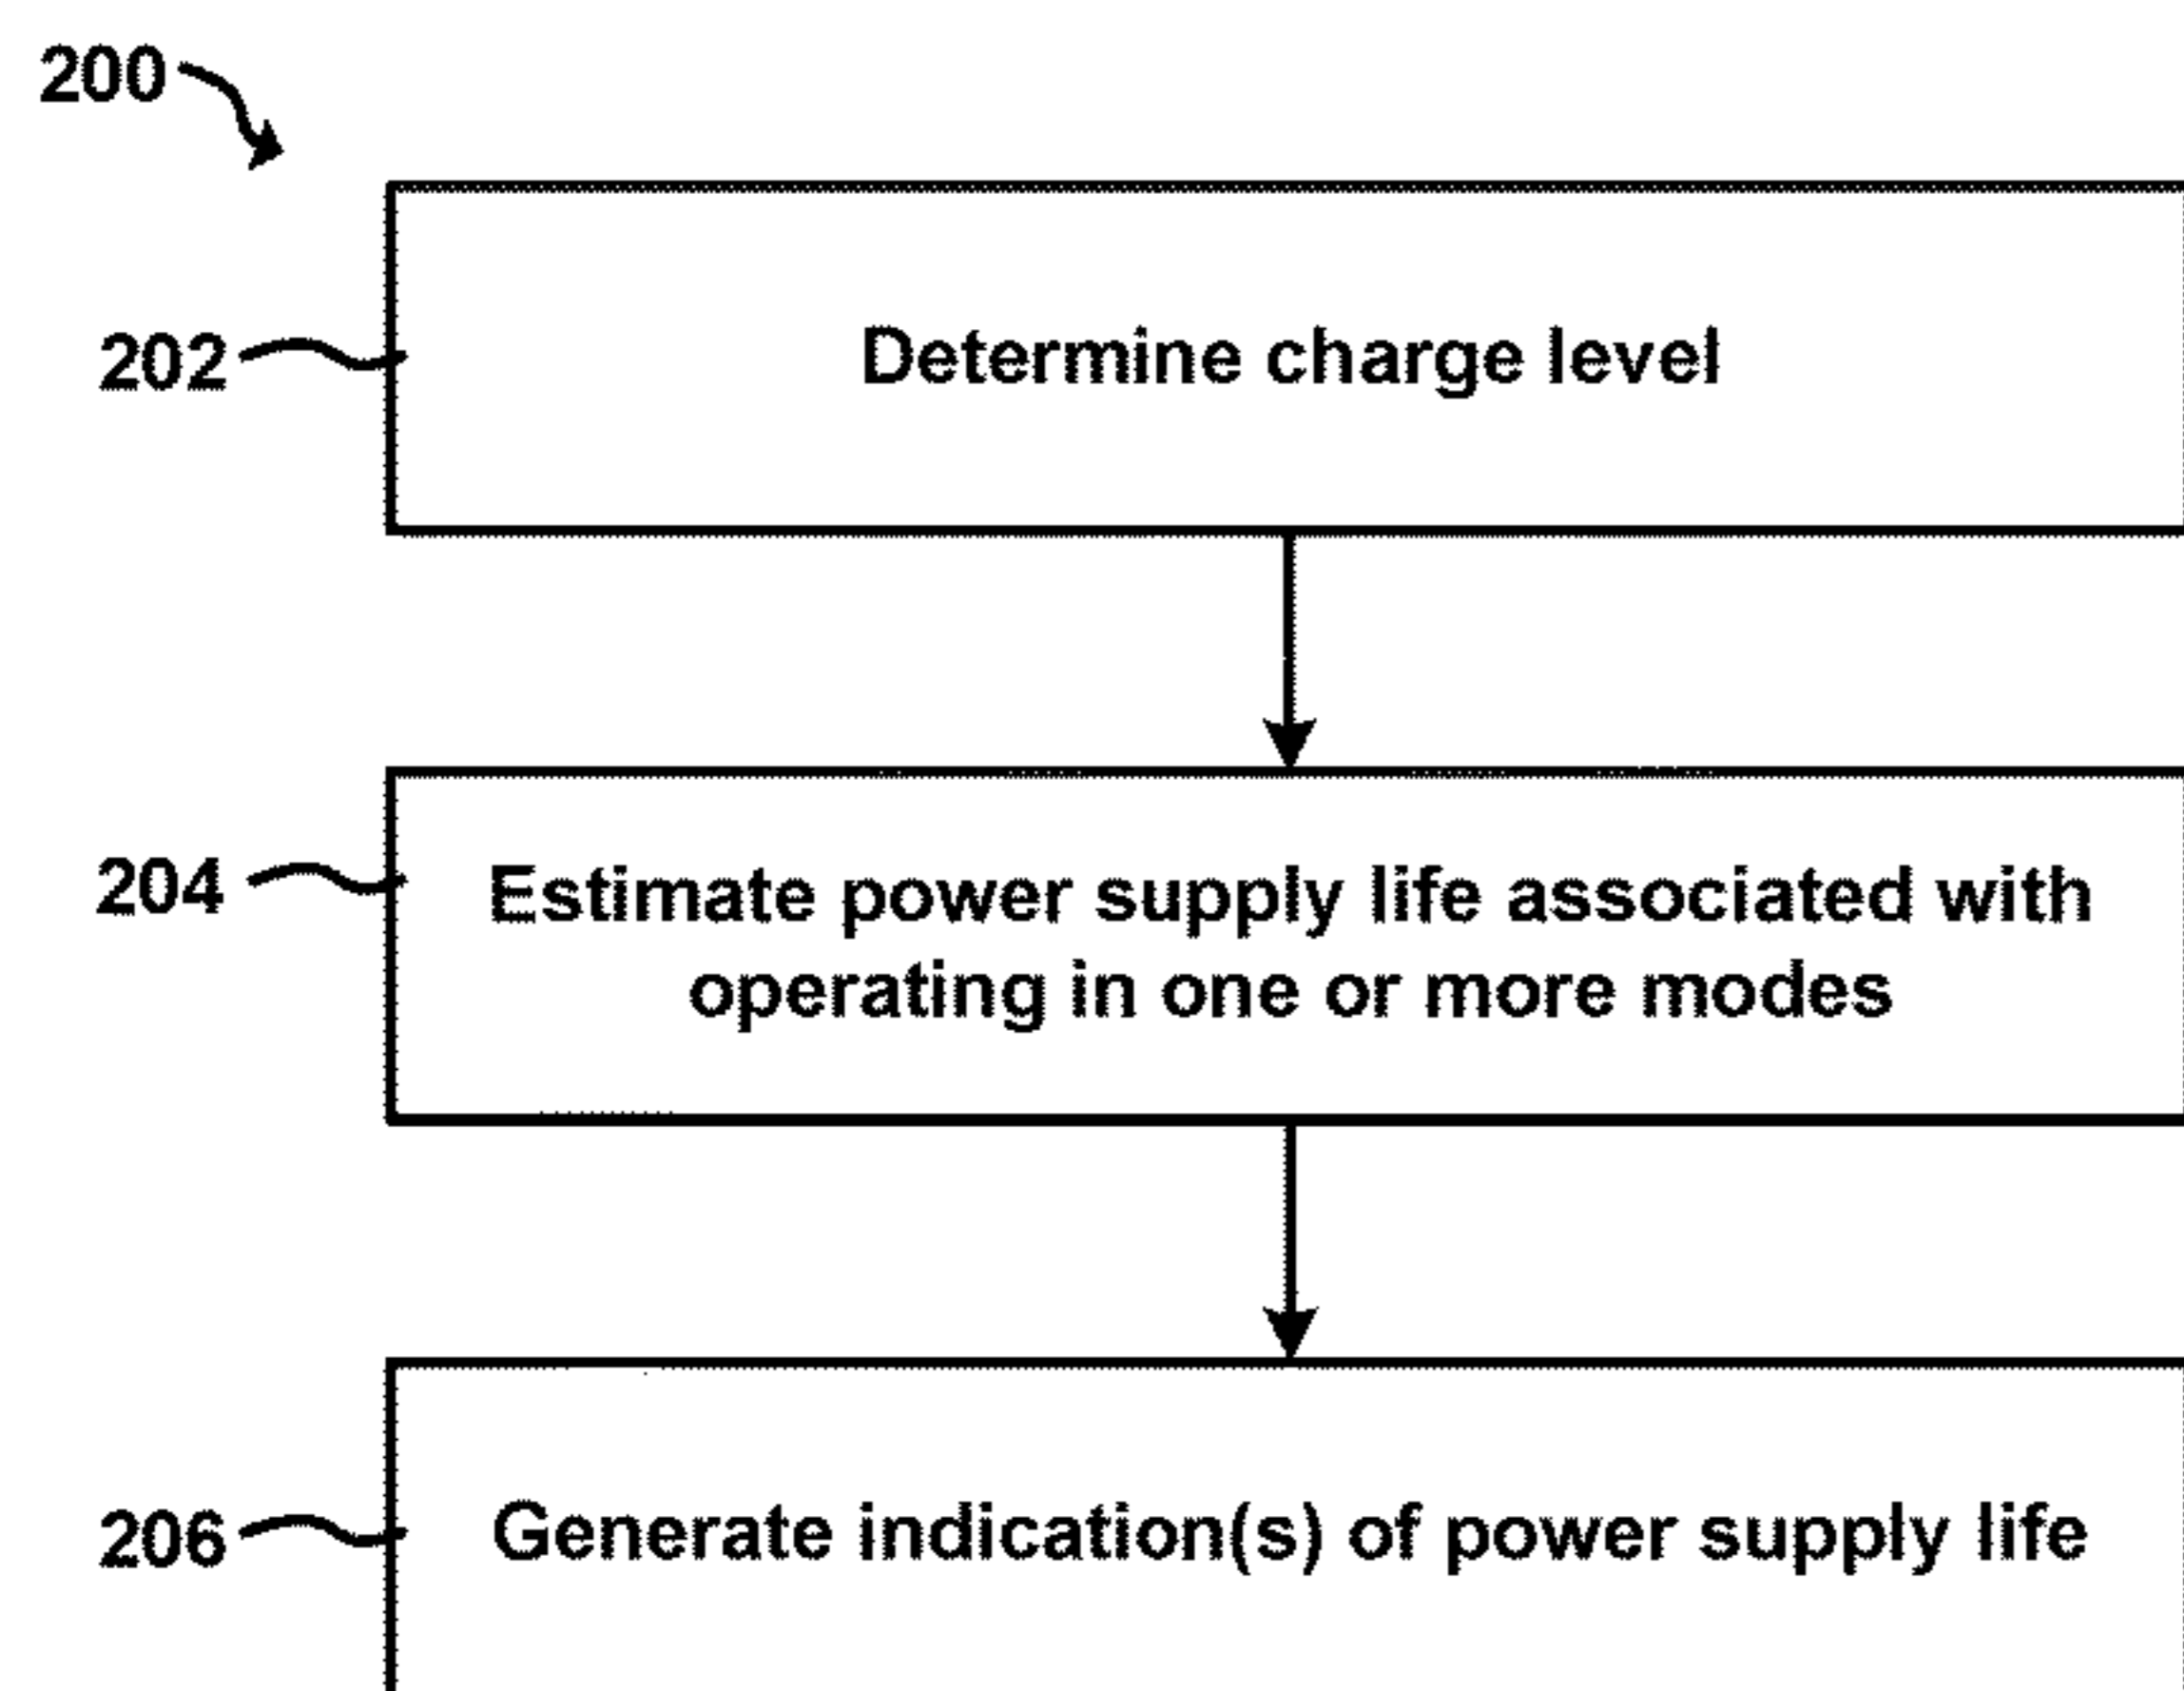 200
202
Determine charge level
204
Estimate power supply life associated with
operating in one or more modes
206
Generate indication(s) of power supply life